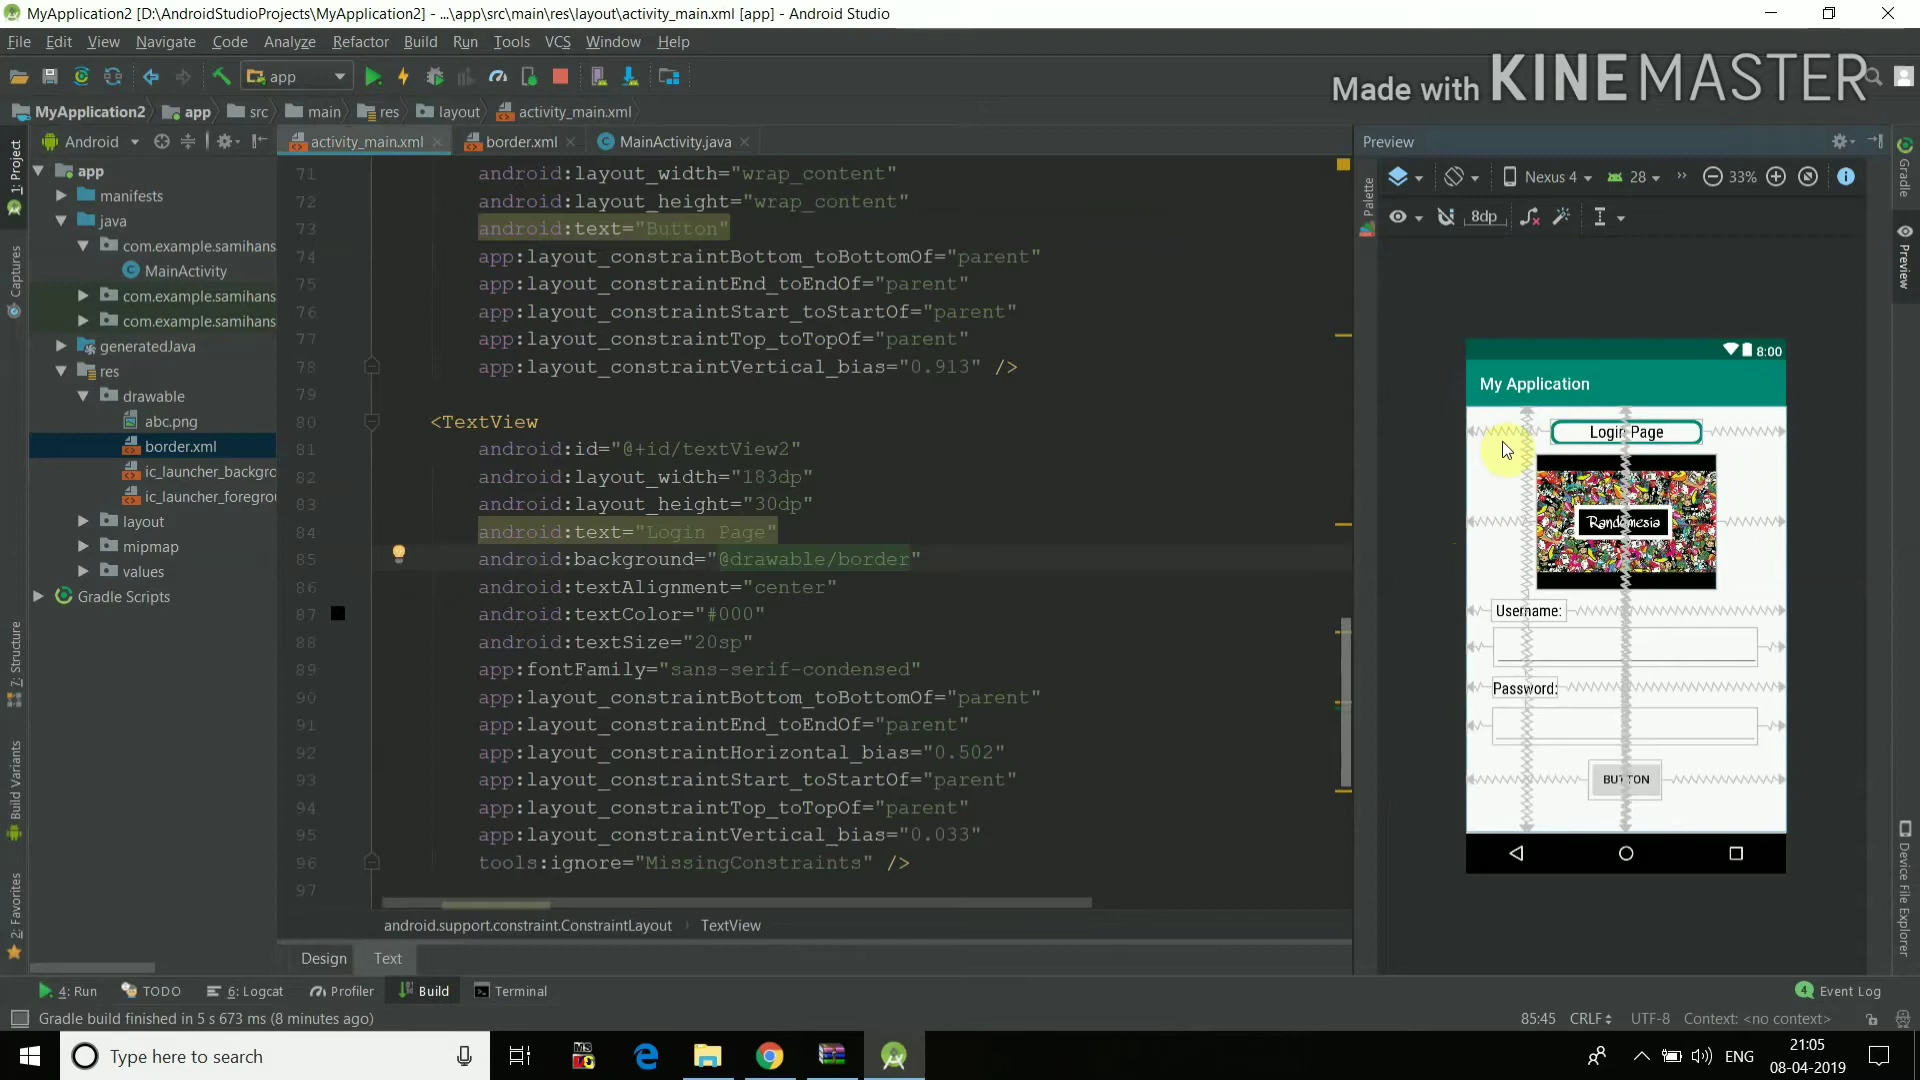 MyApplication2 [D:\AndroidStudioProjects\MyApplication2] - ...\app\src\main\res\layout\activity_main.xml [app] - Android Studio
File Edit View Navigate Code Analyze Refactor Build Run Tools VCS Window Help
app
Made with KINEMASTER
MyApplication2 app src main res layout activity_main.xml
Android
activity_main.xml border.xml MainActivity.java
Preview
1: Project
Captures
7: Structure
Build Variants
2: Favorites
app
manifests
java
com.example.samihans
MainActivity
com.example.samihans
com.example.samihans
generatedJava
res
drawable
abc.png
border.xml
ic_launcher_backgro
ic_launcher_foregrou
layout
mipmap
values
Gradle Scripts
71 android:layout_width="wrap_content"
72 android:layout_height="wrap_content"
73 android:text="Button"
74 app:layout_constraintBottom_toBottomOf="parent"
75 app:layout_constraintEnd_toEndOf="parent"
76 app:layout_constraintStart_toStartOf="parent"
77 app:layout_constraintTop_toTopOf="parent"
78 app:layout_constraintVertical_bias="0.913" />
79
80 <TextView
81 android:id="@+id/textView2"
82 android:layout_width="183dp"
83 android:layout_height="30dp"
84 android:text="Login Page"
85 android:background="@drawable/border"
86 android:textAlignment="center"
87 android:textColor="#000"
88 android:textSize="20sp"
89 app:fontFamily="sans-serif-condensed"
90 app:layout_constraintBottom_toBottomOf="parent"
91 app:layout_constraintEnd_toEndOf="parent"
92 app:layout_constraintHorizontal_bias="0.502"
93 app:layout_constraintStart_toStartOf="parent"
94 app:layout_constraintTop_toTopOf="parent"
95 app:layout_constraintVertical_bias="0.033"
96 tools:ignore="MissingConstraints" />
97
android.support.constraint.ConstraintLayout TextView
Design Text
Palette
Nexus 4 28 33%
8dp
8:00
My Application
Login Page
Randomesia
Username:
Password:
BUTTON
Gradle
Preview
Device File Explorer
4: Run TODO 6: Logcat Profiler Build Terminal
4 Event Log
Gradle build finished in 5 s 673 ms (8 minutes ago)
85:45 CRLF UTF-8 Context: <no context>
Type here to search
MS
ENG
21:05
08-04-2019